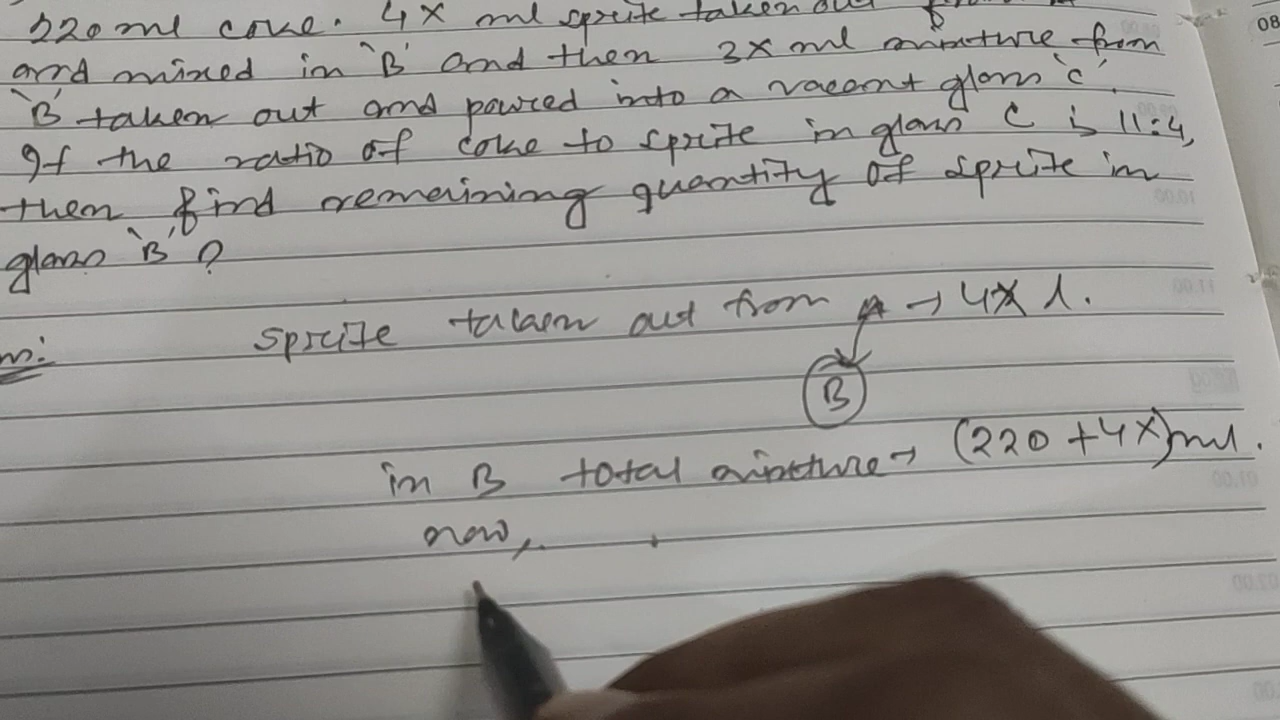 220 ml coke. 4x ml sprite taken out
and mixed in 'B' and then 3x ml mixture from
'B' taken out and poured into a vacant glass 'c'.
If the ratio of coke to sprite in glass C is 11:4,
then find remaining quantity of sprite in
glass 'B' ?
sprite taken out from A → 4x l.
B
in B total mixture → (220 + 4x) ml.
now,
08